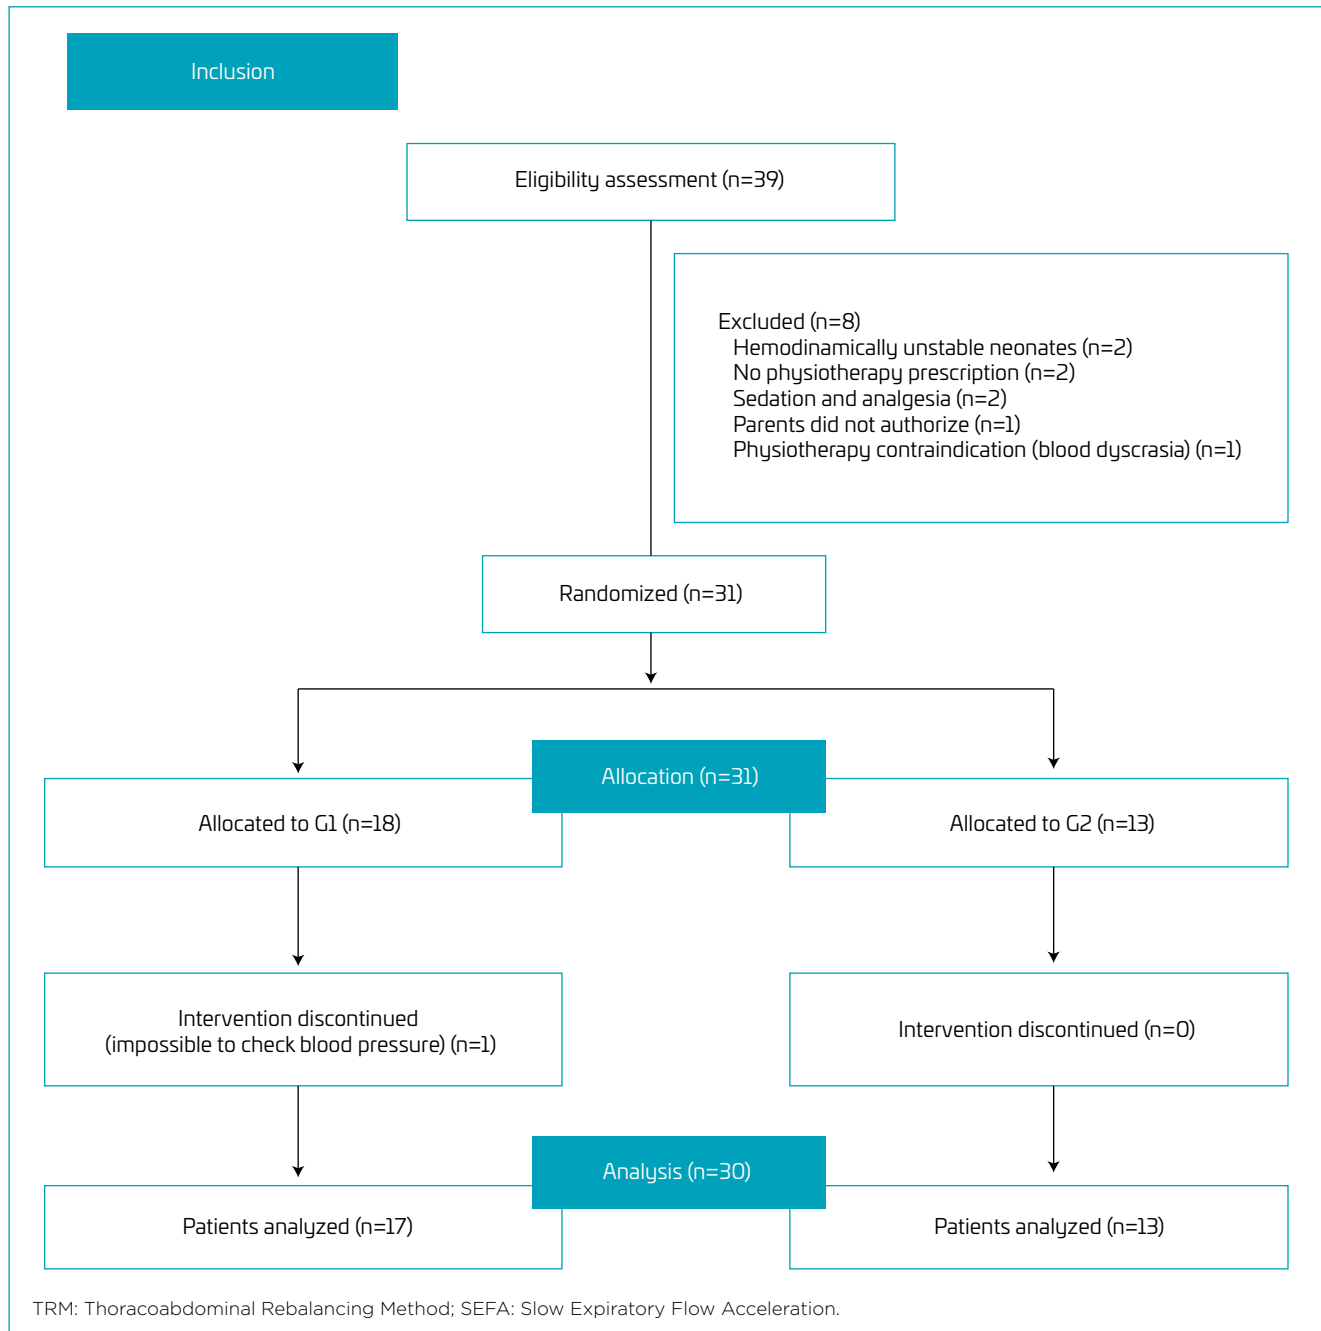 Inclusion
Eligibility assessment (n=39)
Excluded (n=8)
Hemodinamically unstable neonates (n=2)
No physiotherapy prescription (n=2)
Sedation and analgesia (n=2)
Parents did not authorize (n=1)
Physiotherapy contraindication (blood dyscrasia) (n=1)
Randomized (n=31)
Allocation (n=31)
Allocated to G1 (n=18)
Allocated to G2 (n=13)
Intervention discontinued
(impossible to check blood pressure) (n=1)
Intervention discontinued (n=0)
Analysis (n=30)
Patients analyzed (n=17)
Patients analyzed (n=13)
TRM: Thoracoabdominal Rebalancing Method; SEFA: Slow Expiratory Flow Acceleration.